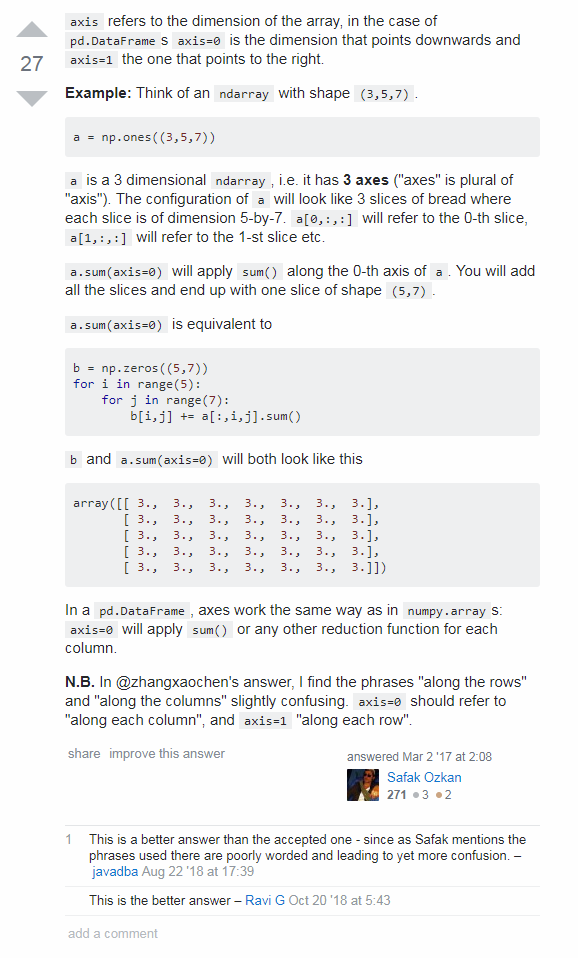 axis refers to the dimension of the array, in the case of
pd.DataFrame s axis=0 is the dimension that points downwards and
axis=1 the one that points to the right.
27
Example: Think of an ndarray with shape (3,5,7) .
a = np.ones((3,5,7))
a is a 3 dimensional ndarray , i.e. it has 3 axes ("axes" is plural of
"axis"). The configuration of a will look like 3 slices of bread where
each slice is of dimension 5-by-7. a[0,:,:] will refer to the 0-th slice,
a[1,:,:] will refer to the 1-st slice etc.
a.sum(axis=0) will apply sum() along the 0-th axis of a . You will add
all the slices and end up with one slice of shape (5,7) .
a.sum(axis=0) is equivalent to
b = np.zeros((5,7))
for i in range(5):
    for j in range(7):
        b[i,j] += a[:,i,j].sum()
b and a.sum(axis=0) will both look like this
array([[ 3.,  3.,  3.,  3.,  3.,  3.,  3.],
       [ 3.,  3.,  3.,  3.,  3.,  3.,  3.],
       [ 3.,  3.,  3.,  3.,  3.,  3.,  3.],
       [ 3.,  3.,  3.,  3.,  3.,  3.,  3.],
       [ 3.,  3.,  3.,  3.,  3.,  3.,  3.]])
In a pd.DataFrame , axes work the same way as in numpy.array s:
axis=0 will apply sum() or any other reduction function for each
column.
N.B. In @zhangxaochen's answer, I find the phrases "along the rows"
and "along the columns" slightly confusing. axis=0 should refer to
"along each column", and axis=1 "along each row".
share improve this answer
answered Mar 2 '17 at 2:08
Safak Ozkan
271 ●3 ●2
1 This is a better answer than the accepted one - since as Safak mentions the
phrases used there are poorly worded and leading to yet more confusion. –
javadba Aug 22 '18 at 17:39
This is the better answer – Ravi G Oct 20 '18 at 5:43
add a comment